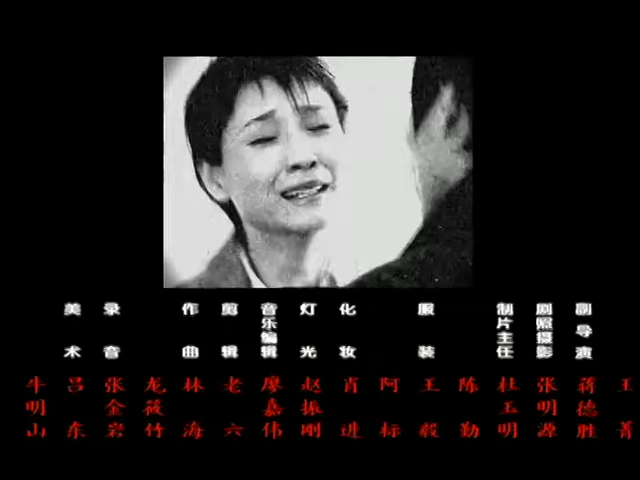 副导演
剧照摄影
制片主任
服装
化妆
灯光
音乐编辑
剪辑
作曲
录音
美术
王菁
蒋德胜
张明源
杜玉明
陈勤
王毅
阿标
肖进
赵振刚
廖嘉伟
老六
林海
龙筱竹
张金岩
吕东
牛明山